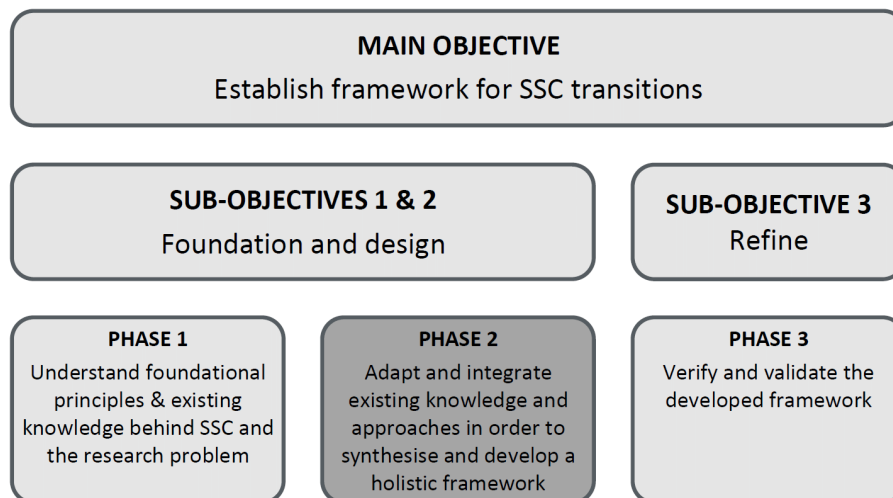 MAIN OBJECTIVE
Establish framework for SSC transitions
SUB-OBJECTIVES 1 & 2
Foundation and design
SUB-OBJECTIVE 3
Refine
PHASE 1
Understand foundational
principles & existing
knowledge behind SSC and
the research problem
PHASE 2
Adapt and integrate
existing knowledge and
approaches in order to
synthesise and develop a
holistic framework
PHASE 3
Verify and validate the
developed framework